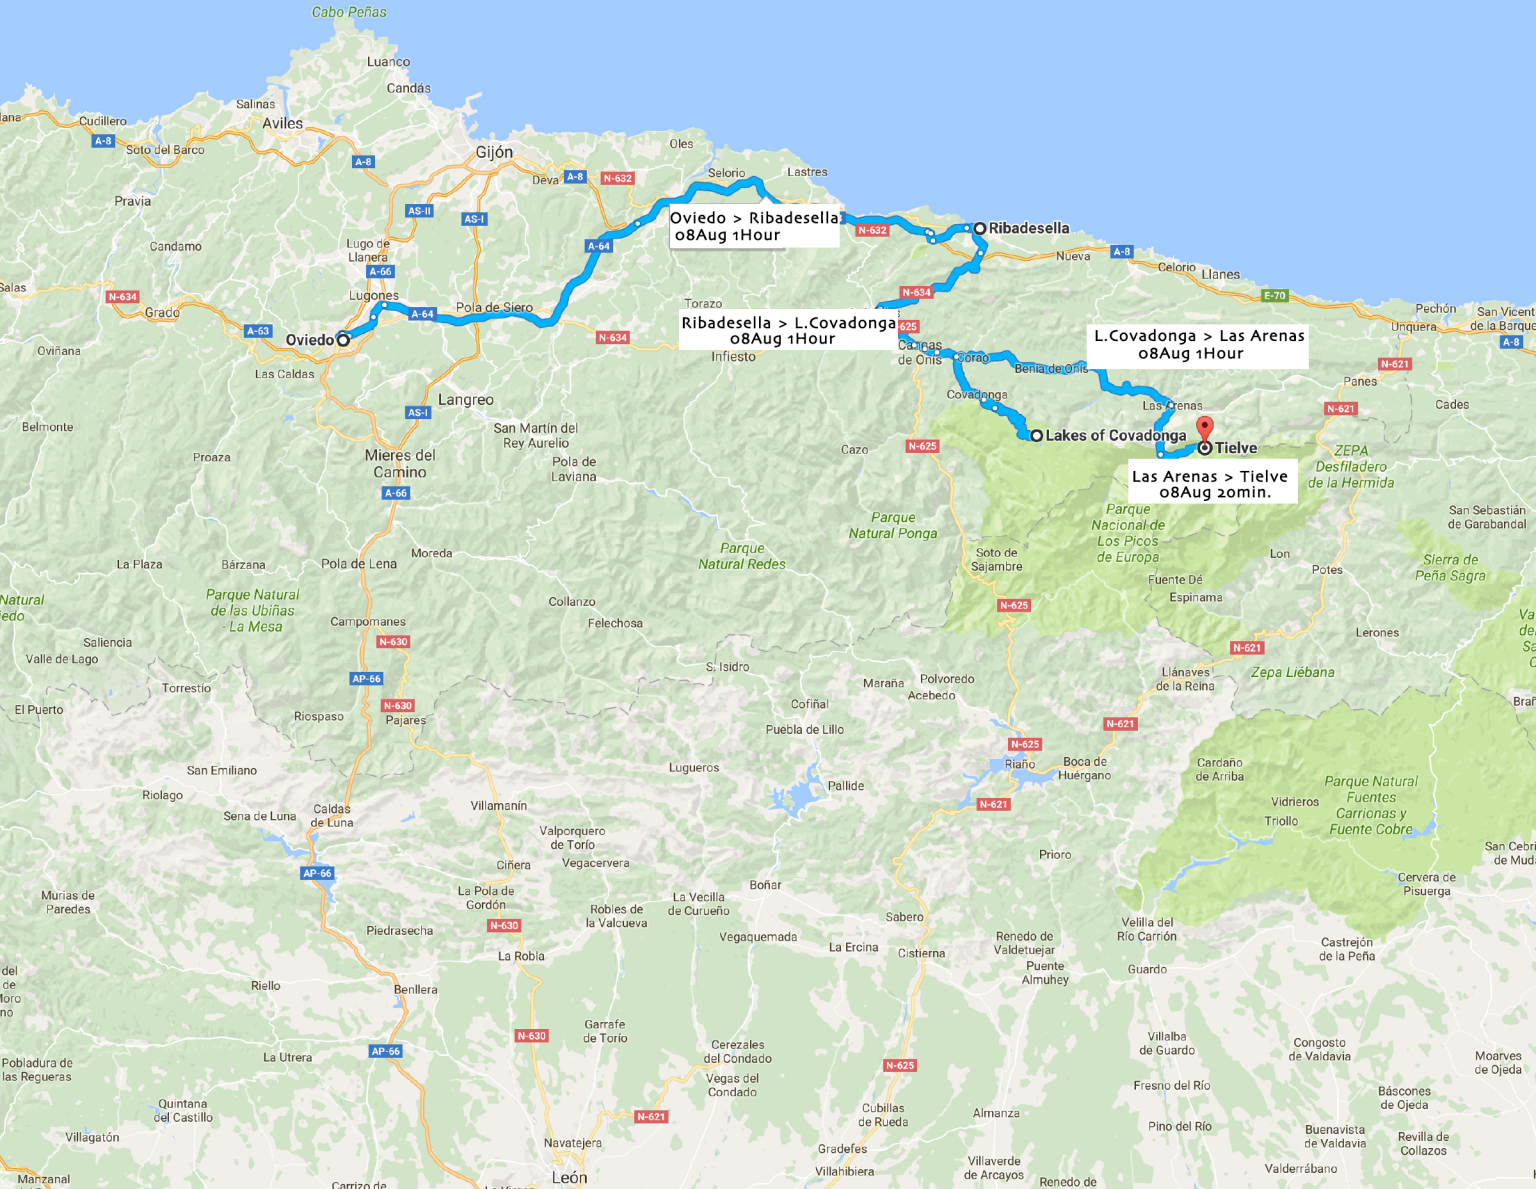 Cabo Peñas
Luanco
Candás
Salinas
Cudillero
Aviles
A-8
Soto del Barco
A-8
Gijón
Oles
Deva
A-8
N-632
Selorio
Lastres
Pravia
AS-II
AS-I
Oviedo > Ribadesella
08Aug 1Hour
N-632
Ribadesella
Candamo
Lugo de
Llanera
A-64
Nueva
A-8
Celorio
Llanes
A-66
Salas
N-634
Grado
Lugones
A-64
Pola de Siero
Torazo
N-634
E-70
Pechón
San Vicente
de la Barque
Unquera
A-8
A-63
Oviedo
N-634
Ribadesella > L.Covadonga
08Aug 1Hour
Infiesto
-625
Cangas
de Onís
Corao
Benia de Onís
L.Covadonga > Las Arenas
08Aug 1Hour
N-621
Panes
Oviñana
Las Caldas
Langreo
AS-I
Covadonga
Las Arenas
N-621
Cades
Belmonte
San Martín del
Rey Aurelio
Lakes of Covadonga
Tielve
Proaza
Mieres del
Camino
Pola de
Laviana
Cazo
N-625
ZEPA
Desfiladero
de la Hermida
Las Arenas > Tielve
08Aug 20min.
A-66
Parque
Natural Ponga
Parque
Nacional de
Los Picos
de Europa
San Sebastián
de Garabandal
La Plaza
Bárzana
Pola de Lena
Moreda
Parque
Natural Redes
Soto de
Sajambre
Lon
Potes
Sierra de
Peña Sagra
Fuente Dé
Espinama
Natural
iedo
Parque Natural
de las Ubiñas
- La Mesa
Collanzo
Felechosa
N-625
Campomanes
N-630
Lerones
N-621
Saliencia
Valle de Lago
S. Isidro
Llánaves
de la Reina
Zepa Liébana
AP-66
Torrestío
Maraña
Polvoredo
Acebedo
El Puerto
Riospaso
N-630
Pajares
Cofiñal
Puebla de Lillo
N-621
N-625
Riaño
Boca de
Huérgano
Cardaño
de Arriba
San Emiliano
Lugueros
Pallide
Parque Natural
Fuentes
Carrionas y
Fuente Cobre
Riolago
Sena de Luna
Caldas
de Luna
Villamanín
N-621
Vidrieros
Triollo
Valporquero
de Torío
Vegacervera
Prioro
San Cebri
de Mud
AP-66
Ciñera
Cervera de
Pisuerga
Murias de
Paredes
La Pola de
Gordón
Boñar
La Vecilla
de Curueño
Robles de
la Valcueva
Sabero
N-630
Piedrasecha
Vegaquemada
La Ercina
Cistierna
Renedo de
Valdetuejar
Velilla del
Río Carrión
Castrejón
de la Peña
La Robla
Puente
Almuhey
Guardo
Riello
Benllera
Garrafe
de Torío
N-630
AP-66
La Utrera
Cerezales
del Condado
Vegas del
Condado
N-625
Villalba
de Guardo
Congosto
de Valdavia
Moarves
de Ojeda
Pobladura de
las Regueras
Fresno del Río
Báscones
de Ojeda
Quintana
del Castillo
N-621
Cubillas
de Rueda
Almanza
Pino del Río
Buenavista
de Valdavia
Revilla de
Collazos
Villagatón
Navatejera
León
Gradefes
Villahibiera
Villaverde
de Arcayos
Valderrábano
Manzanal
Carrizo de
Renedo de